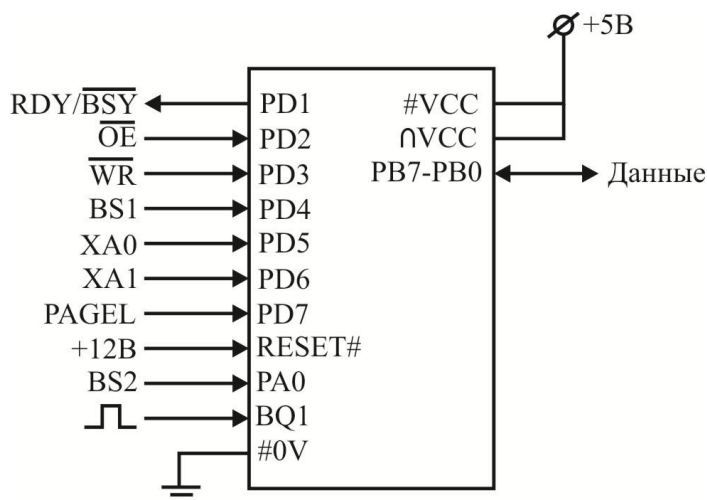 +5В
RDY/BSY PD1 #VCC
OE PD2 ∩VCC
WR PD3 PB7-PB0 Данные
BS1 PD4
XA0 PD5
XA1 PD6
PAGEL PD7
+12В RESET#
BS2 PA0
BQ1
#0V